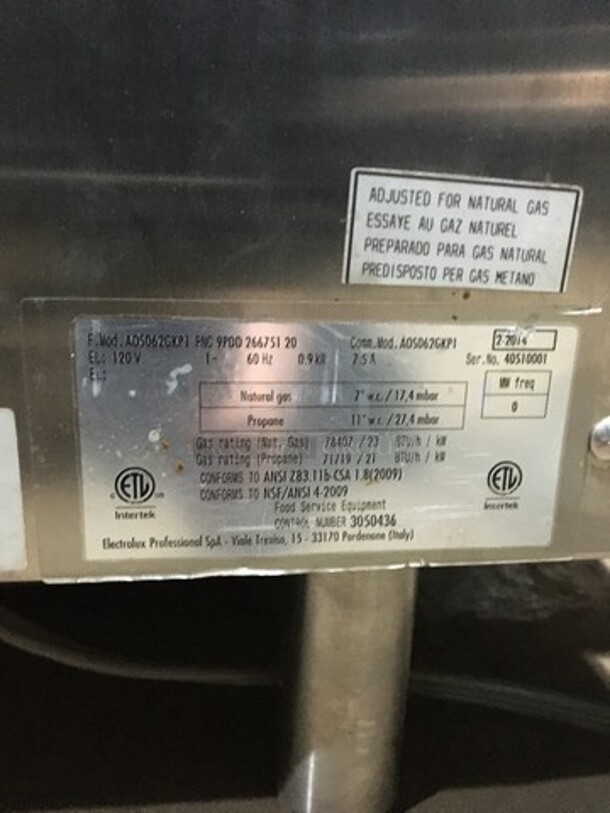 ADJUSTED FOR NATURAL GAS
ESSAYE AU GAZ NATUREL
PREPARADO PARA GAS NATURAL
PREDISPOSTO PER GAS METANO
F.Mod. AOS062GKP1 PNC 9PDD 266751 20 Comm.Mod. AOS062GKP1 2-2014
EL: 120 V 1~ 60 Hz 0.9 kW 7.5 A Ser.No. 40510001
EL:
Natural gas 7" w.c. / 17,4 mbar
Propane 11" w.c. / 27,4 mbar
MW freq
0
Gas rating (Nat. Gas) 78407 / 23 BTU/h / kW
Gas rating (Propane) 71719 / 21 BTU/h / kW
CONFORMS TO ANSI Z83.11b-CSA 1.8(2009)
CONFORMS TO NSF/ANSI 4-2009
Food Service Equipment
CONTROL NUMBER 3050436
C ETL US
Intertek
ETL
Intertek
Electrolux Professional SpA - Viale Treviso, 15 - 33170 Pordenone (Italy)